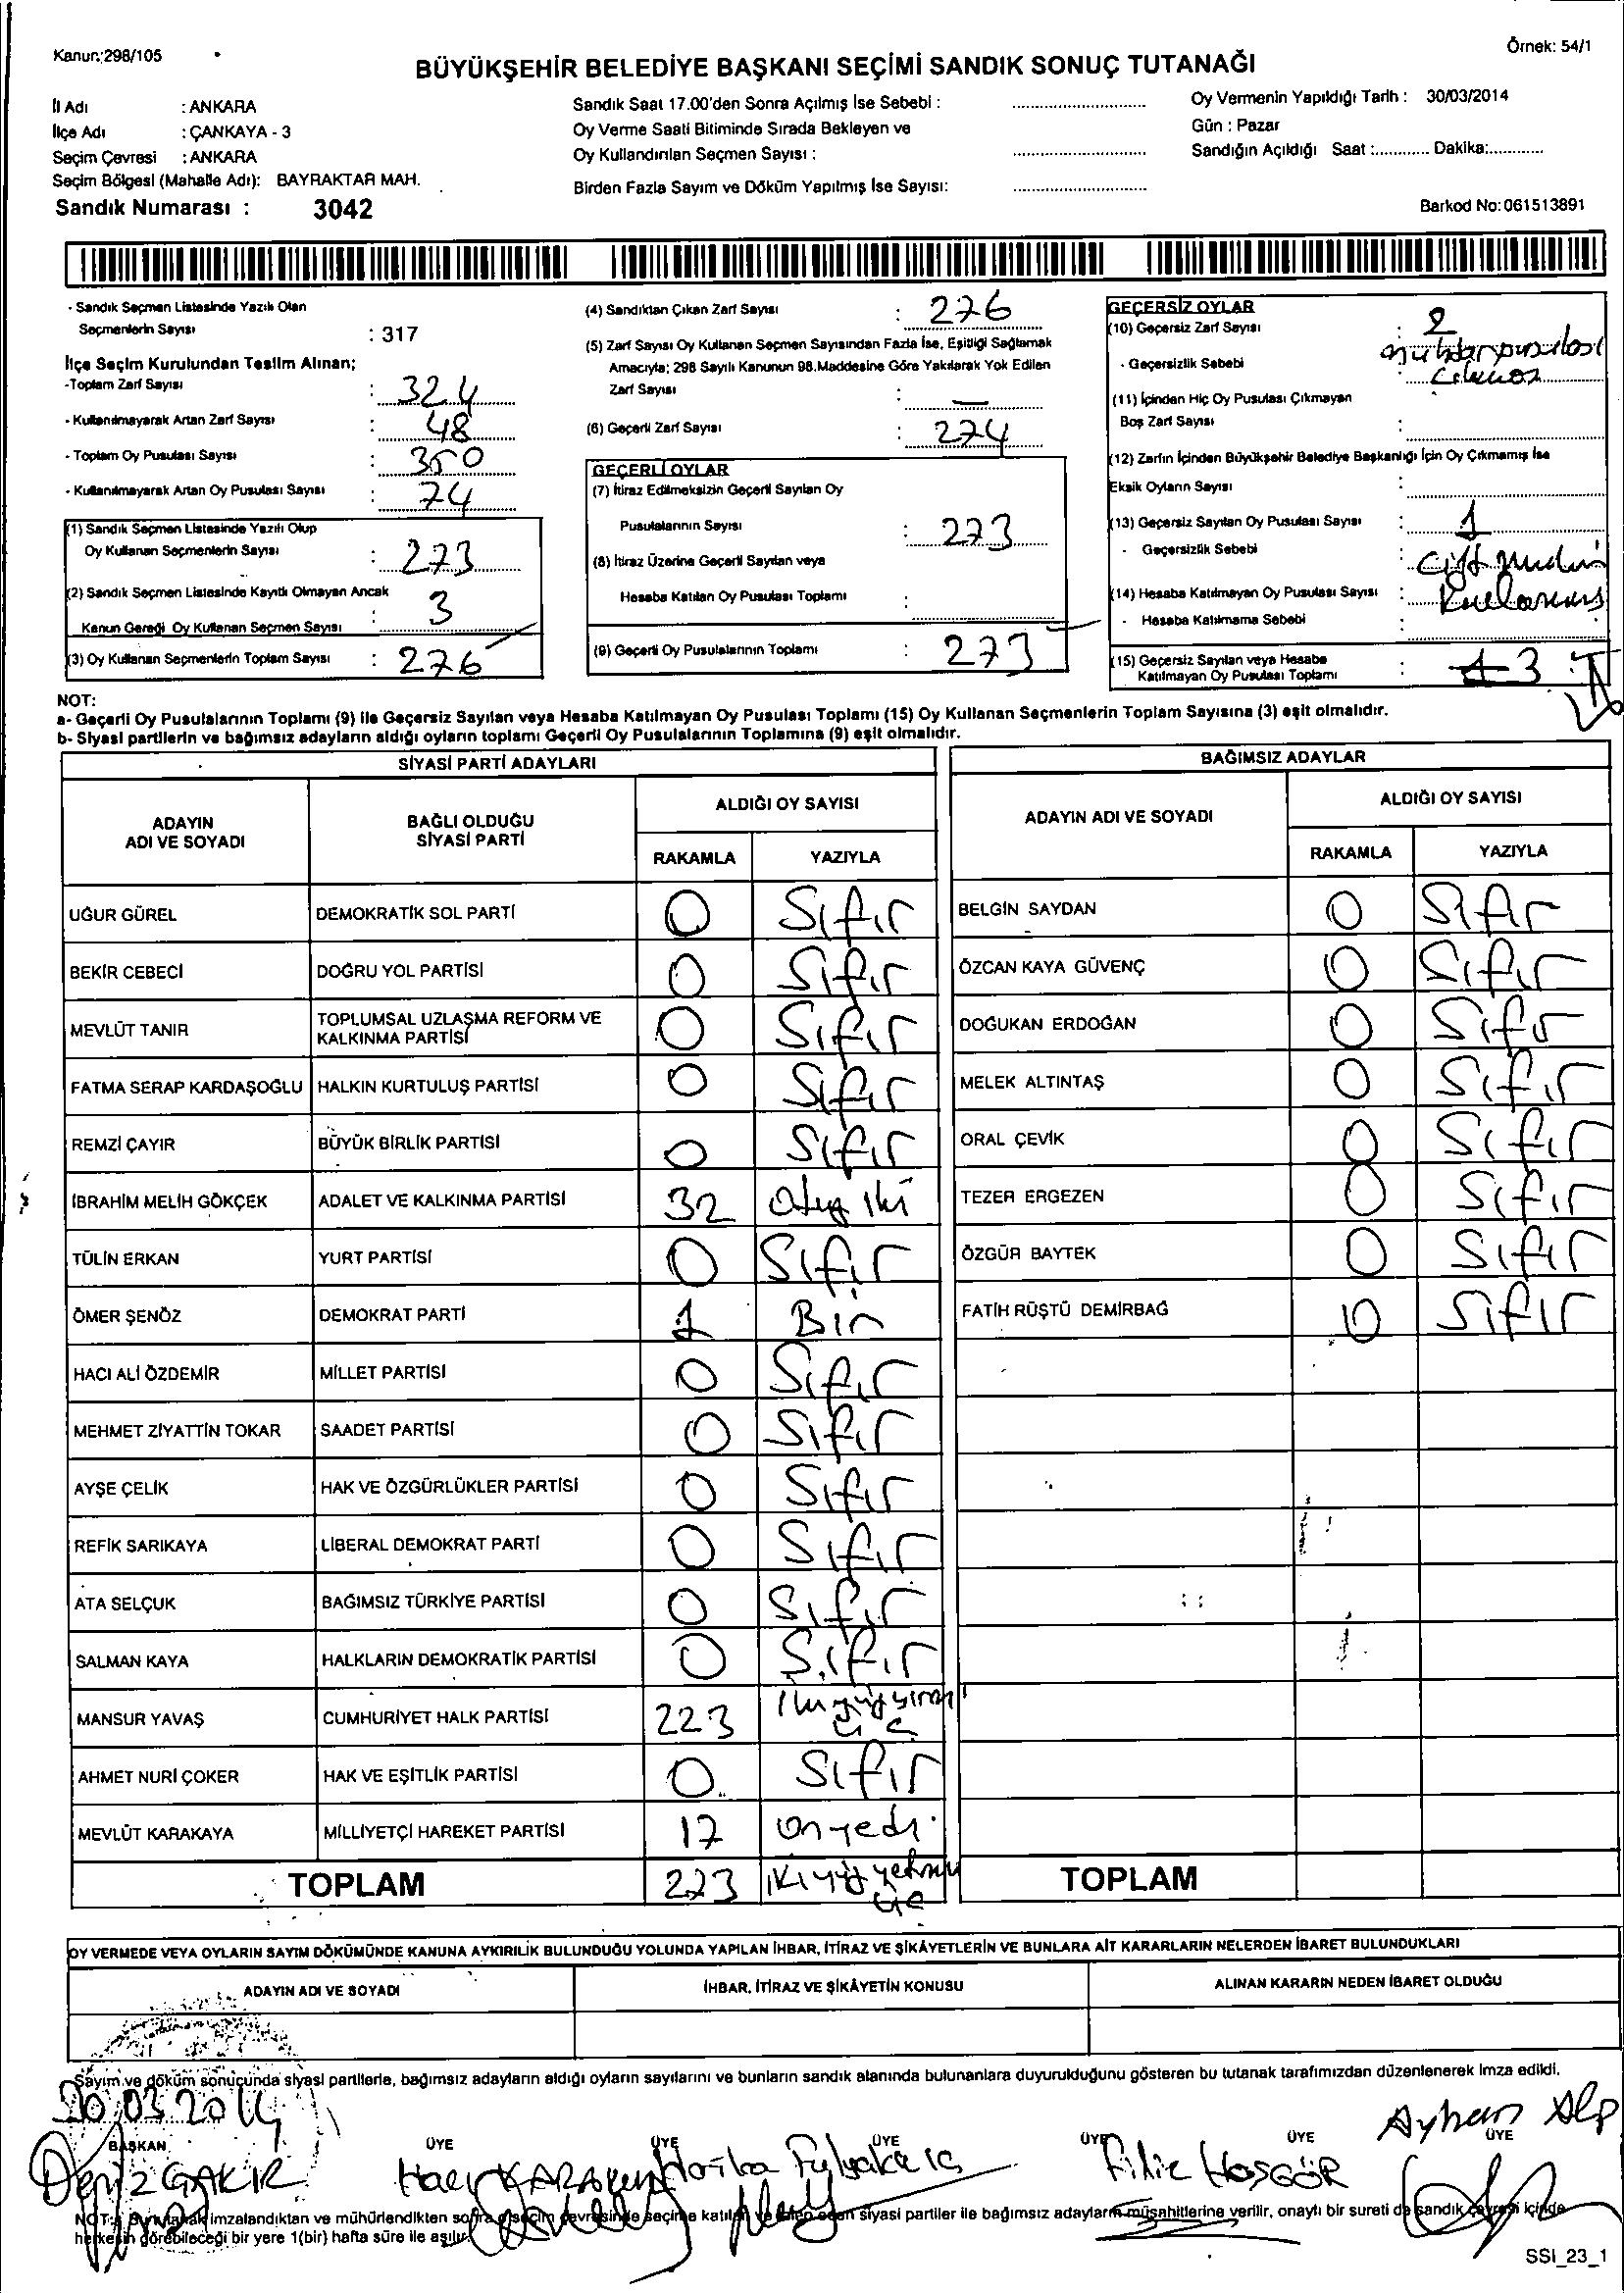 Kanun:298/105
Örnek: 54/1
BÜYÜKŞEHİR BELEDİYE BAŞKANI SEÇİMİ SANDIK SONUÇ TUTANAĞI
İl Adı : ANKARA
İlçe Adı : ÇANKAYA - 3
Seçim Çevresi : ANKARA
Seçim Bölgesi (Mahalle Adı): BAYRAKTAR MAH.
Sandık Numarası : 3042
Sandık Saat 17.00'den Sonra Açılmış İse Sebebi :
Oy Verme Saati Bitiminde Sırada Bekleyen ve
Oy Kullandırılan Seçmen Sayısı :
Birden Fazla Sayım ve Döküm Yapılmış İse Sayısı:
Oy Vermenin Yapıldığı Tarih : 30/03/2014
Gün : Pazar
Sandığın Açıldığı Saat :............ Dakika:............
Barkod No:061513891
- Sandık Seçmen Listesinde Yazılı Olan
Seçmenlerin Sayısı : 317
İlçe Seçim Kurulundan Teslim Alınan;
-Toplam Zarf Sayısı : 324
- Kullanılmayarak Artan Zarf Sayısı : 48
- Toplam Oy Pusulası Sayısı : 350
- Kullanılmayarak Artan Oy Pusulası Sayısı : 74
(1) Sandık Seçmen Listesinde Yazılı Olup
Oy Kullanan Seçmenlerin Sayısı : 273
(2) Sandık Seçmen Listesinde Kayıtlı Olmayan Ancak
Kanun Gereği Oy Kullanan Seçmen Sayısı : 3
(3) Oy Kullanan Seçmenlerin Toplam Sayısı : 276
(4) Sandıktan Çıkan Zarf Sayısı : 276
(5) Zarf Sayısı Oy Kullanan Seçmen Sayısından Fazla İse, Eşitliği Sağlamak
Amacıyla; 298 Sayılı Kanunun 98.Maddesine Göre Yakılarak Yok Edilen
Zarf Sayısı : —
(6) Geçerli Zarf Sayısı : 274
GEÇERLİ OYLAR
(7) İtiraz Edilmeksizin Geçerli Sayılan Oy
Pusulalarının Sayısı : 273
(8) İtiraz Üzerine Geçerli Sayılan veya
Hesaba Katılan Oy Pusulası Toplamı :
(9) Geçerli Oy Pusulalarının Toplamı : 273
GEÇERSİZ OYLAR
(10) Geçersiz Zarf Sayısı : 2
- Geçersizlik Sebebi : muhtar pusulası
(11) İçinden Hiç Oy Pusulası Çıkmayan
Boş Zarf Sayısı :
(12) Zarfın İçinden Büyükşehir Belediye Başkanlığı İçin Oy Çıkmamış İse
Eksik Oyların Sayısı :
(13) Geçersiz Sayılan Oy Pusulası Sayısı : 1
- Geçersizlik Sebebi : Çift
(14) Hesaba Katılmayan Oy Pusulası Sayısı :
- Hesaba Katılmama Sebebi :
(15) Geçersiz Sayılan veya Hesaba
Katılmayan Oy Pusulası Toplamı : 1 3
NOT:
a- Geçerli Oy Pusulalarının Toplamı (9) ile Geçersiz Sayılan veya Hesaba Katılmayan Oy Pusulası Toplamı (15) Oy Kullanan Seçmenlerin Toplam Sayısına (3) eşit olmalıdır.
b- Siyasi partilerin ve bağımsız adayların aldığı oyların toplamı Geçerli Oy Pusulalarının Toplamına (9) eşit olmalıdır.
SİYASİ PARTİ ADAYLARI
ADAYIN ADI VE SOYADI
BAĞLI OLDUĞU SİYASİ PARTİ
ALDIĞI OY SAYISI
RAKAMLA YAZIYLA
UĞUR GÜREL DEMOKRATİK SOL PARTİ 0 Sıfır
BEKİR CEBECİ DOĞRU YOL PARTİSİ 0 Sıfır
MEVLÜT TANIR TOPLUMSAL UZLAŞMA REFORM VE KALKINMA PARTİSİ 0 Sıfır
FATMA SERAP KARDAŞOĞLU HALKIN KURTULUŞ PARTİSİ 0 Sıfır
REMZİ ÇAYIR BÜYÜK BİRLİK PARTİSİ 0 Sıfır
İBRAHİM MELİH GÖKÇEK ADALET VE KALKINMA PARTİSİ 32 Otuz iki
TÜLİN ERKAN YURT PARTİSİ 0 Sıfır
ÖMER ŞENÖZ DEMOKRAT PARTİ 1 Bir
HACI ALİ ÖZDEMİR MİLLET PARTİSİ 0 Sıfır
MEHMET ZİYATTİN TOKAR SAADET PARTİSİ 0 Sıfır
AYŞE ÇELİK HAK VE ÖZGÜRLÜKLER PARTİSİ 0 Sıfır
REFİK SARIKAYA LİBERAL DEMOKRAT PARTİ 0 Sıfır
ATA SELÇUK BAĞIMSIZ TÜRKİYE PARTİSİ 0 Sıfır
SALMAN KAYA HALKLARIN DEMOKRATİK PARTİSİ 0 Sıfır
MANSUR YAVAŞ CUMHURİYET HALK PARTİSİ 223
AHMET NURİ ÇOKER HAK VE EŞİTLİK PARTİSİ 0 Sıfır
MEVLÜT KARAKAYA MİLLİYETÇİ HAREKET PARTİSİ 17 onyedi
TOPLAM 273 ikiyüz yetmiş üç
BAĞIMSIZ ADAYLAR
ADAYIN ADI VE SOYADI
ALDIĞI OY SAYISI
RAKAMLA YAZIYLA
BELGİN SAYDAN 0 Sıfır
ÖZCAN KAYA GÜVENÇ 0 Sıfır
DOĞUKAN ERDOĞAN 0 Sıfır
MELEK ALTINTAŞ 0 Sıfır
ORAL ÇEVİK 0 Sıfır
TEZER ERGEZEN 0 Sıfır
ÖZGÜR BAYTEK 0 Sıfır
FATİH RÜŞTÜ DEMİRBAĞ 0 Sıfır
TOPLAM
OY VERMEDE VEYA OYLARIN SAYIM DÖKÜMÜNDE KANUNA AYKIRILIK BULUNDUĞU YOLUNDA YAPILAN İHBAR, İTİRAZ VE ŞİKÂYETLERİN VE BUNLARA AİT KARARLARIN NELERDEN İBARET BULUNDUKLARI
ADAYIN ADI VE SOYADI
İHBAR, İTİRAZ VE ŞİKÂYETİN KONUSU
ALINAN KARARIN NEDEN İBARET OLDUĞU
Sayım ve döküm sonucunda siyasi partilerle, bağımsız adayların aldığı oyların sayılarını ve bunların sandık alanında bulunanlara duyurulduğunu gösteren bu tutanak tarafımızdan düzenlenerek imza edildi.
30.03.2014
BAŞKAN ÜYE ÜYE ÜYE ÜYE ÜYE ÜYE
Deniz ÇAKIR
Filiz HOŞGÖR
Ayhan Alp
NOT: Bu tutanak imzalandıktan ve mühürlendikten sonra seçim çevresinde seçime katılan siyasi partiler ile bağımsız adayların müşahitlerine verilir, onaylı bir sureti de sandık çevresi içinde
herkesin görebileceği bir yere 1(bir) hafta süre ile asılır.
SSI_23_1